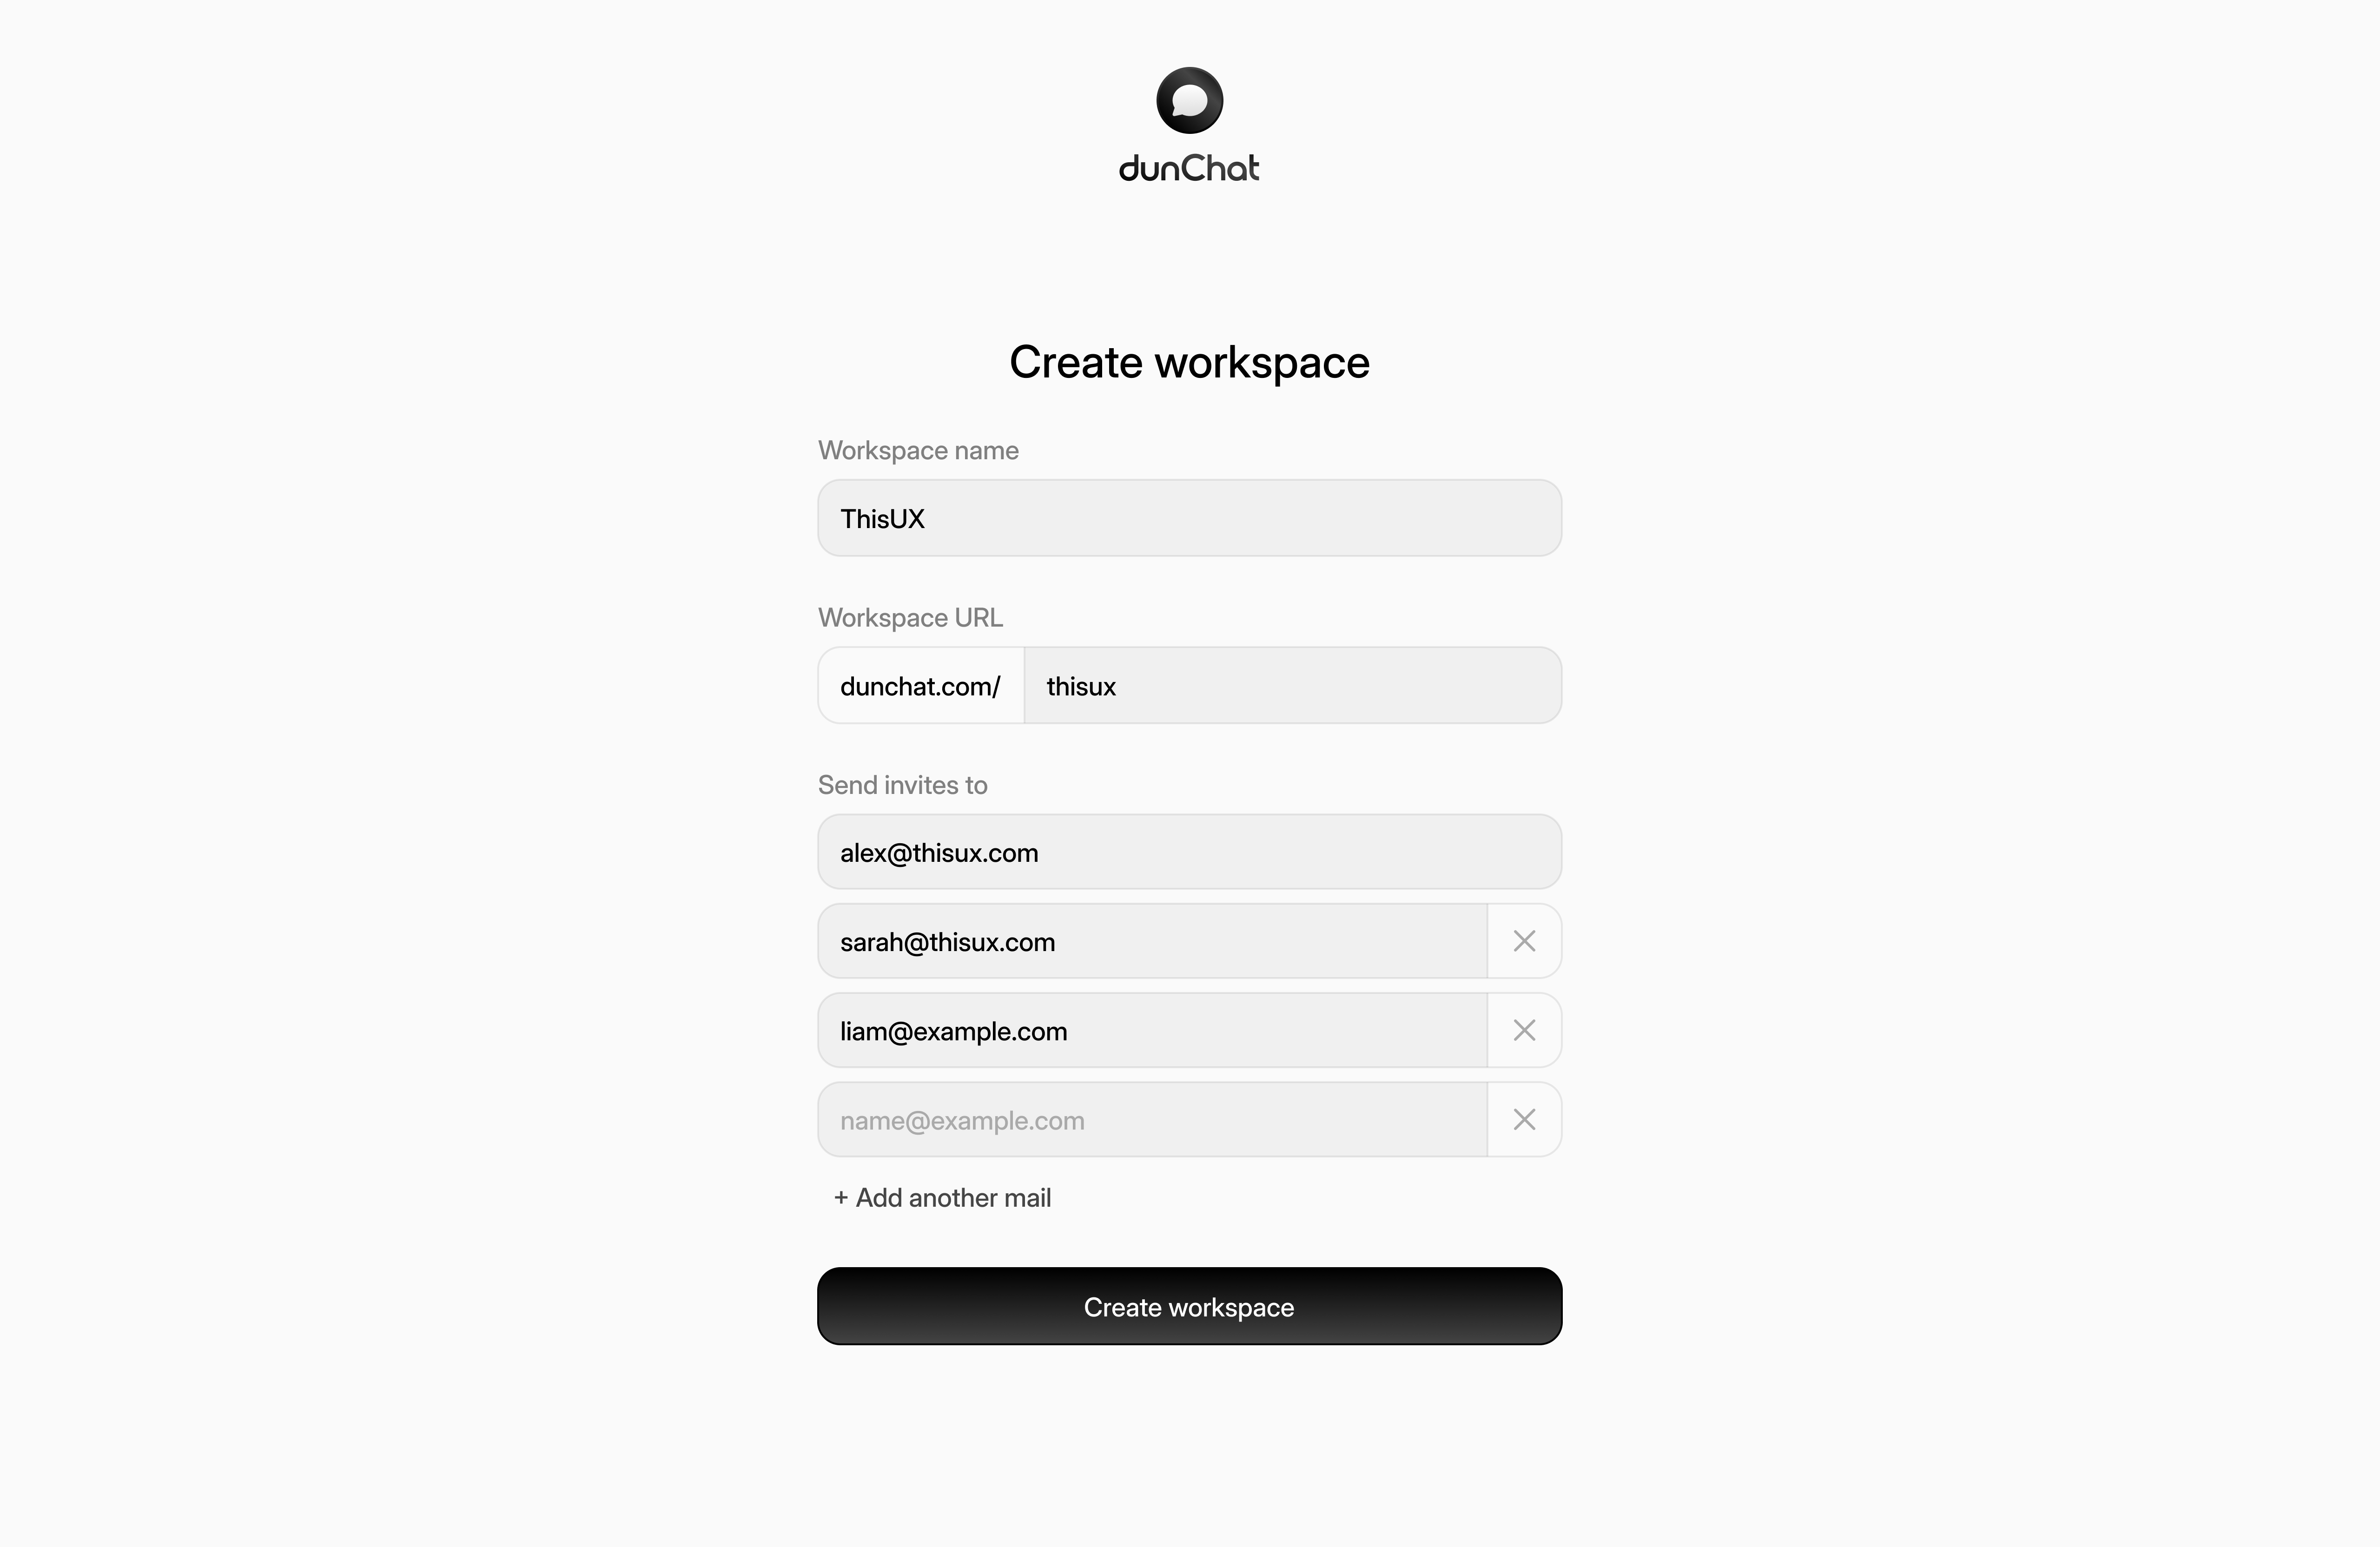 dunChat
Create workspace
Workspace name
ThisUX
Workspace URL
dunchat.com/ thisux
Send invites to
alex@thisux.com
sarah@thisux.com
liam@example.com
name@example.com
+ Add another mail
Create workspace